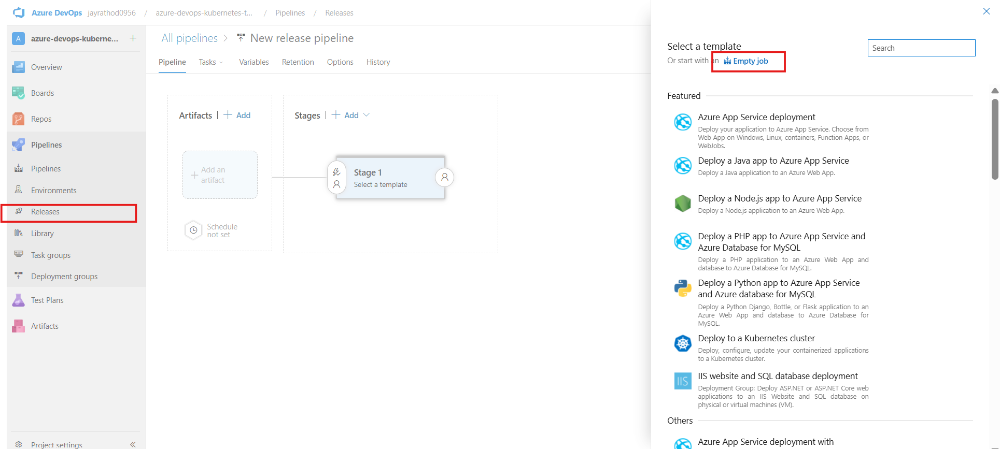 Azure DevOps jayrathod0956 / azure-devops-kubernetes-t... / Pipelines / Releases
A azure-devops-kuberne...
Overview
Boards
Repos
Pipelines
Pipelines
Environments
Releases
Library
Task groups
Deployment groups
Test Plans
Artifacts
Project settings
All pipelines > New release pipeline
Pipeline Tasks Variables Retention Options History
Artifacts | + Add
Add an
artifact
Schedule
not set
Stages | + Add
Stage 1
Select a template
Select a template
Or start with an Empty job
Search
Featured
Azure App Service deployment
Deploy your application to Azure App Service. Choose from
Web App on Windows, Linux, containers, Function Apps, or
WebJobs.
Deploy a Java app to Azure App Service
Deploy a Java application to an Azure Web App.
Deploy a Node.js app to Azure App Service
Deploy a Node.js application to an Azure Web App.
Deploy a PHP app to Azure App Service and
Azure Database for MySQL
Deploy a PHP application to an Azure Web App and
database to Azure Database for MySQL.
Deploy a Python app to Azure App Service
and Azure database for MySQL
Deploy a Python Django, Bottle, or Flask application to an
Azure Web App and database to Azure Database for
MySQL.
Deploy to a Kubernetes cluster
Deploy, configure, update your containerized applications
to a Kubernetes cluster.
IIS
IIS website and SQL database deployment
Deployment Group: Deploy ASP.NET or ASP.NET Core web
applications to an IIS Website and SQL database on
physical or virtual machines (VM).
Others
Azure App Service deployment with